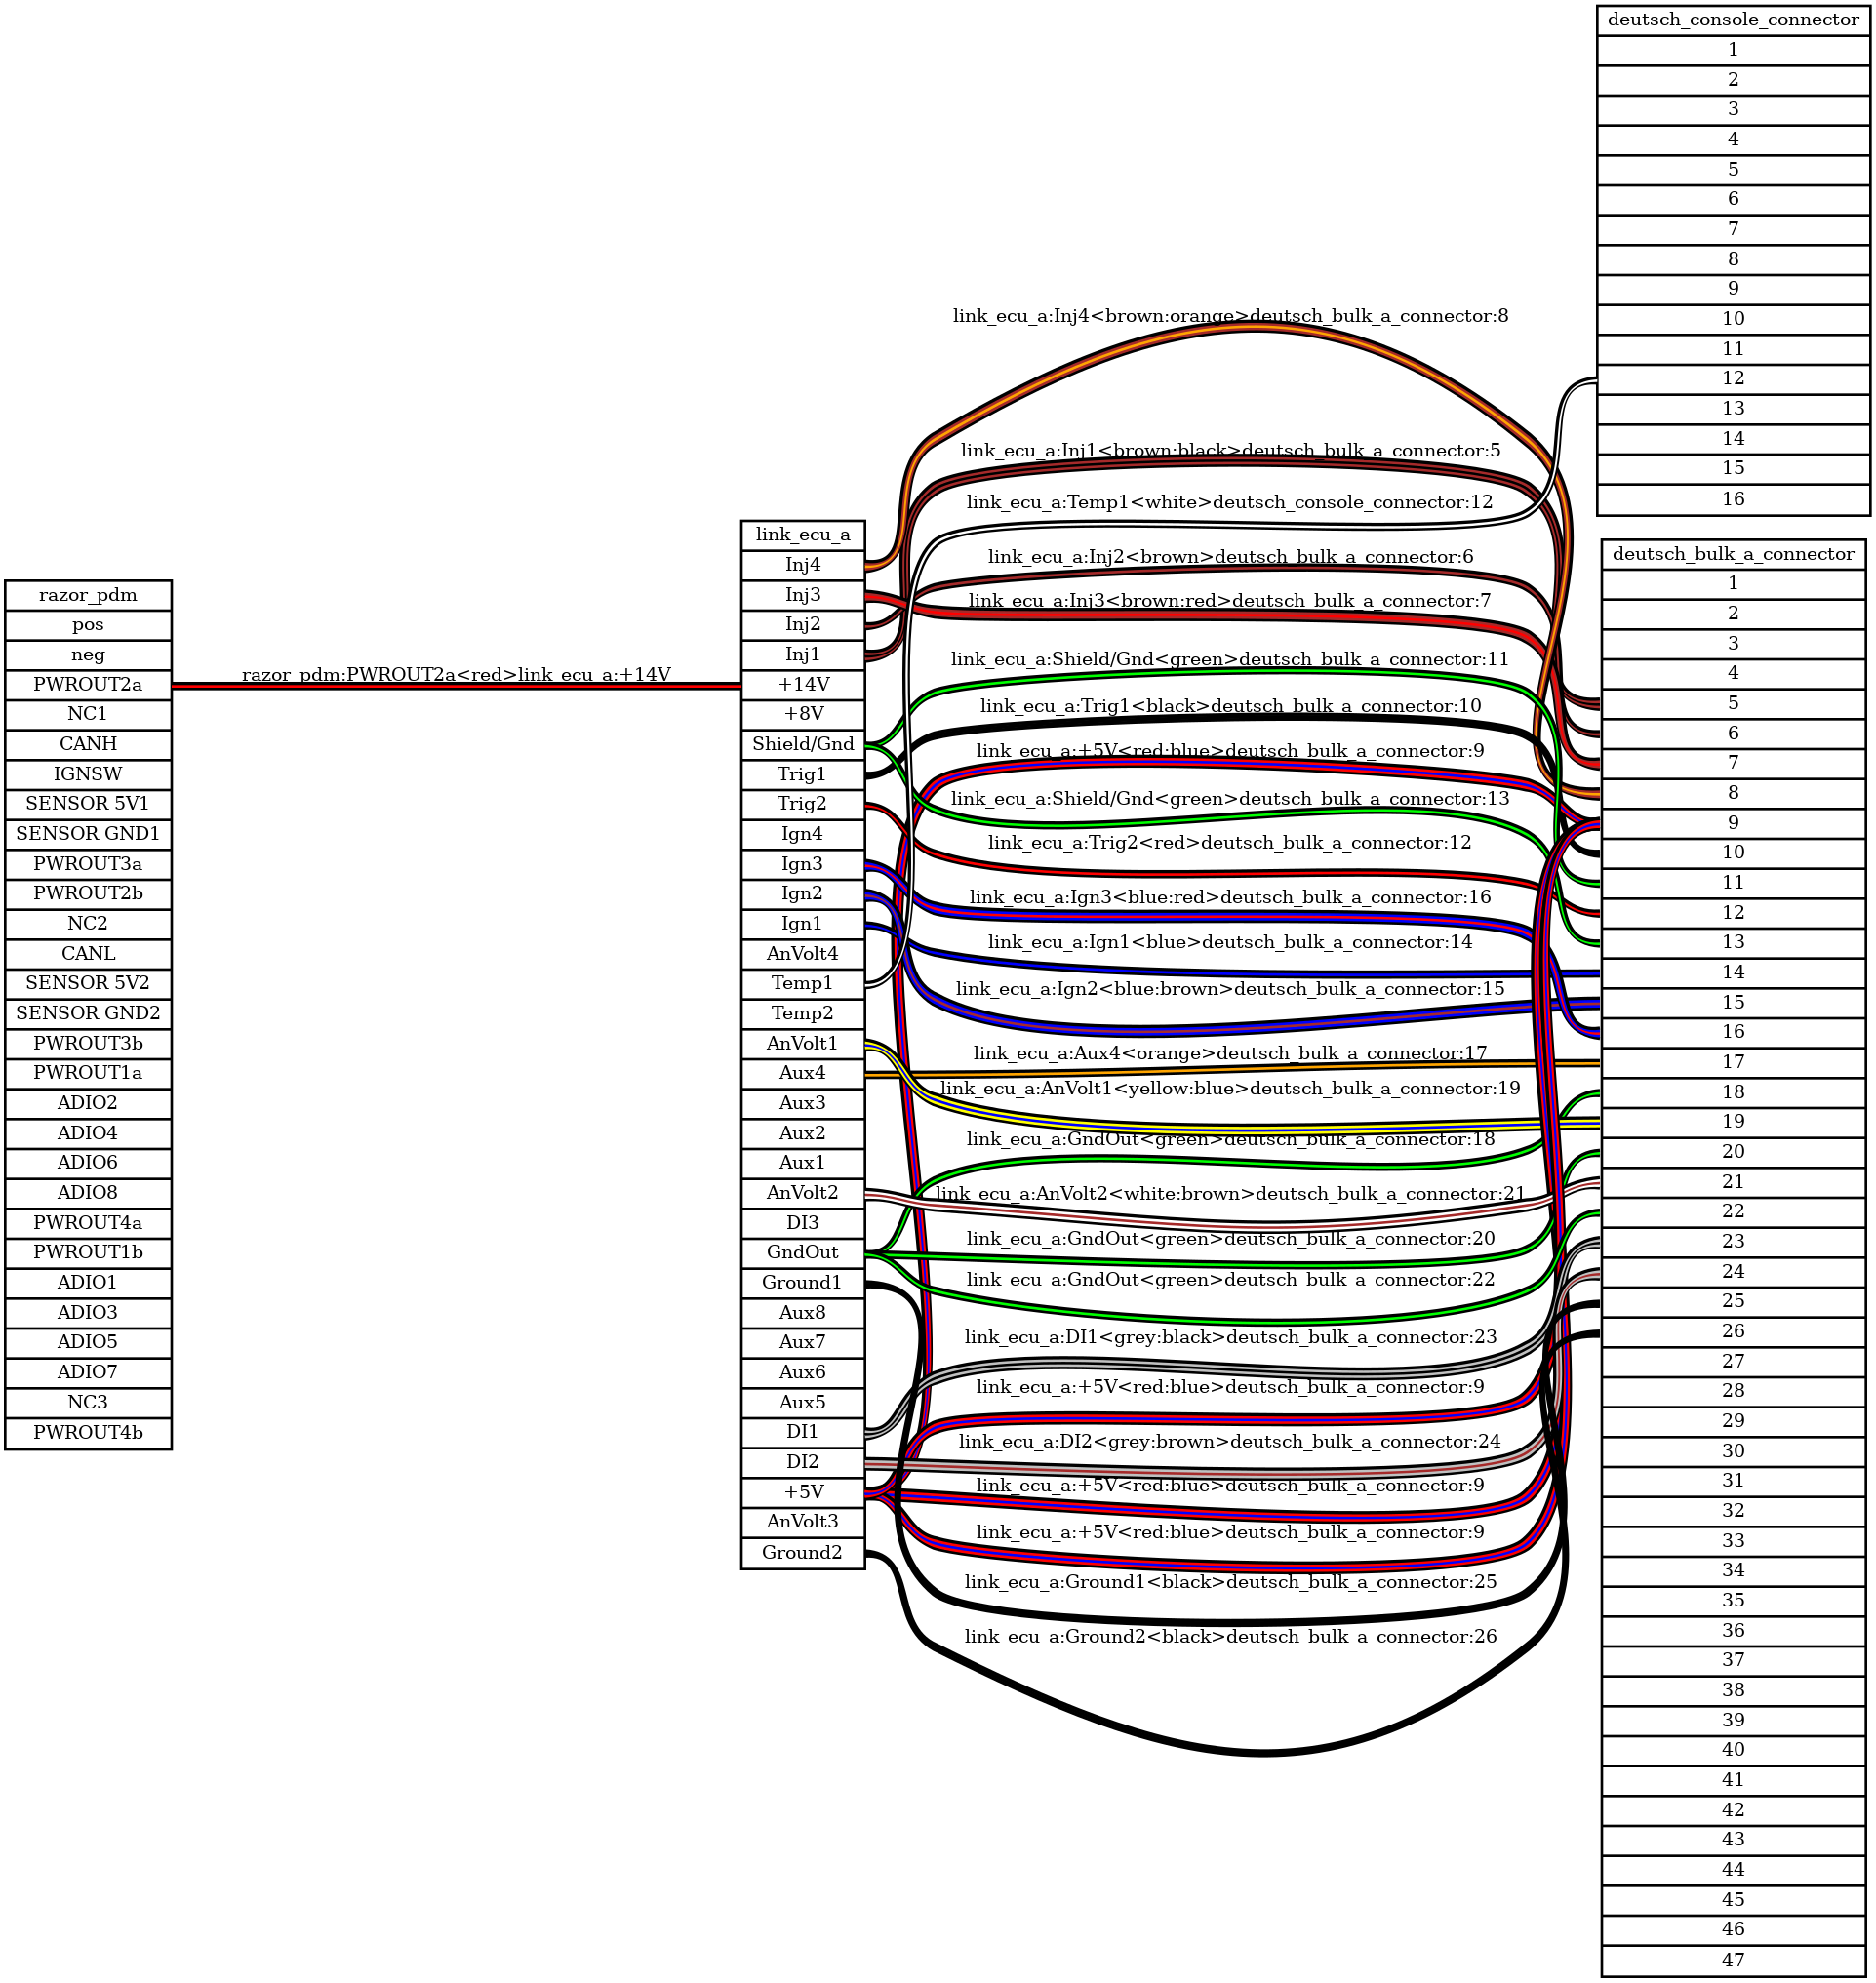 razor_pdm
pos
neg
PWROUT2a
NC1
CANH
IGNSW
SENSOR 5V1
SENSOR GND1
PWROUT3a
PWROUT2b
NC2
CANL
SENSOR 5V2
SENSOR GND2
PWROUT3b
PWROUT1a
ADIO2
ADIO4
ADIO6
ADIO8
PWROUT4a
PWROUT1b
ADIO1
ADIO3
ADIO5
ADIO7
NC3
PWROUT4b
razor_pdm:PWROUT2a<red>link_ecu_a:+14V
link_ecu_a
Inj4
Inj3
Inj2
Inj1
+14V
+8V
Shield/Gnd
Trig1
Trig2
Ign4
Ign3
Ign2
Ign1
AnVolt4
Temp1
Temp2
AnVolt1
Aux4
Aux3
Aux2
Aux1
AnVolt2
DI3
GndOut
Ground1
Aux8
Aux7
Aux6
Aux5
DI1
DI2
+5V
AnVolt3
Ground2
link_ecu_a:Inj4<brown:orange>deutsch_bulk_a_connector:8
link_ecu_a:Inj1<brown:black>deutsch_bulk_a_connector:5
link_ecu_a:Temp1<white>deutsch_console_connector:12
link_ecu_a:Inj2<brown>deutsch_bulk_a_connector:6
link_ecu_a:Inj3<brown:red>deutsch_bulk_a_connector:7
link_ecu_a:Shield/Gnd<green>deutsch_bulk_a_connector:11
link_ecu_a:Trig1<black>deutsch_bulk_a_connector:10
link_ecu_a:+5V<red:blue>deutsch_bulk_a_connector:9
link_ecu_a:Shield/Gnd<green>deutsch_bulk_a_connector:13
link_ecu_a:Trig2<red>deutsch_bulk_a_connector:12
link_ecu_a:Ign3<blue:red>deutsch_bulk_a_connector:16
link_ecu_a:Ign1<blue>deutsch_bulk_a_connector:14
link_ecu_a:Ign2<blue:brown>deutsch_bulk_a_connector:15
link_ecu_a:Aux4<orange>deutsch_bulk_a_connector:17
link_ecu_a:AnVolt1<yellow:blue>deutsch_bulk_a_connector:19
link_ecu_a:GndOut<green>deutsch_bulk_a_connector:18
link_ecu_a:AnVolt2<white:brown>deutsch_bulk_a_connector:21
link_ecu_a:GndOut<green>deutsch_bulk_a_connector:20
link_ecu_a:GndOut<green>deutsch_bulk_a_connector:22
link_ecu_a:DI1<grey:black>deutsch_bulk_a_connector:23
link_ecu_a:+5V<red:blue>deutsch_bulk_a_connector:9
link_ecu_a:DI2<grey:brown>deutsch_bulk_a_connector:24
link_ecu_a:+5V<red:blue>deutsch_bulk_a_connector:9
link_ecu_a:+5V<red:blue>deutsch_bulk_a_connector:9
link_ecu_a:Ground1<black>deutsch_bulk_a_connector:25
link_ecu_a:Ground2<black>deutsch_bulk_a_connector:26
deutsch_console_connector
1
2
3
4
5
6
7
8
9
10
11
12
13
14
15
16
deutsch_bulk_a_connector
1
2
3
4
5
6
7
8
9
10
11
12
13
14
15
16
17
18
19
20
21
22
23
24
25
26
27
28
29
30
31
32
33
34
35
36
37
38
39
40
41
42
43
44
45
46
47